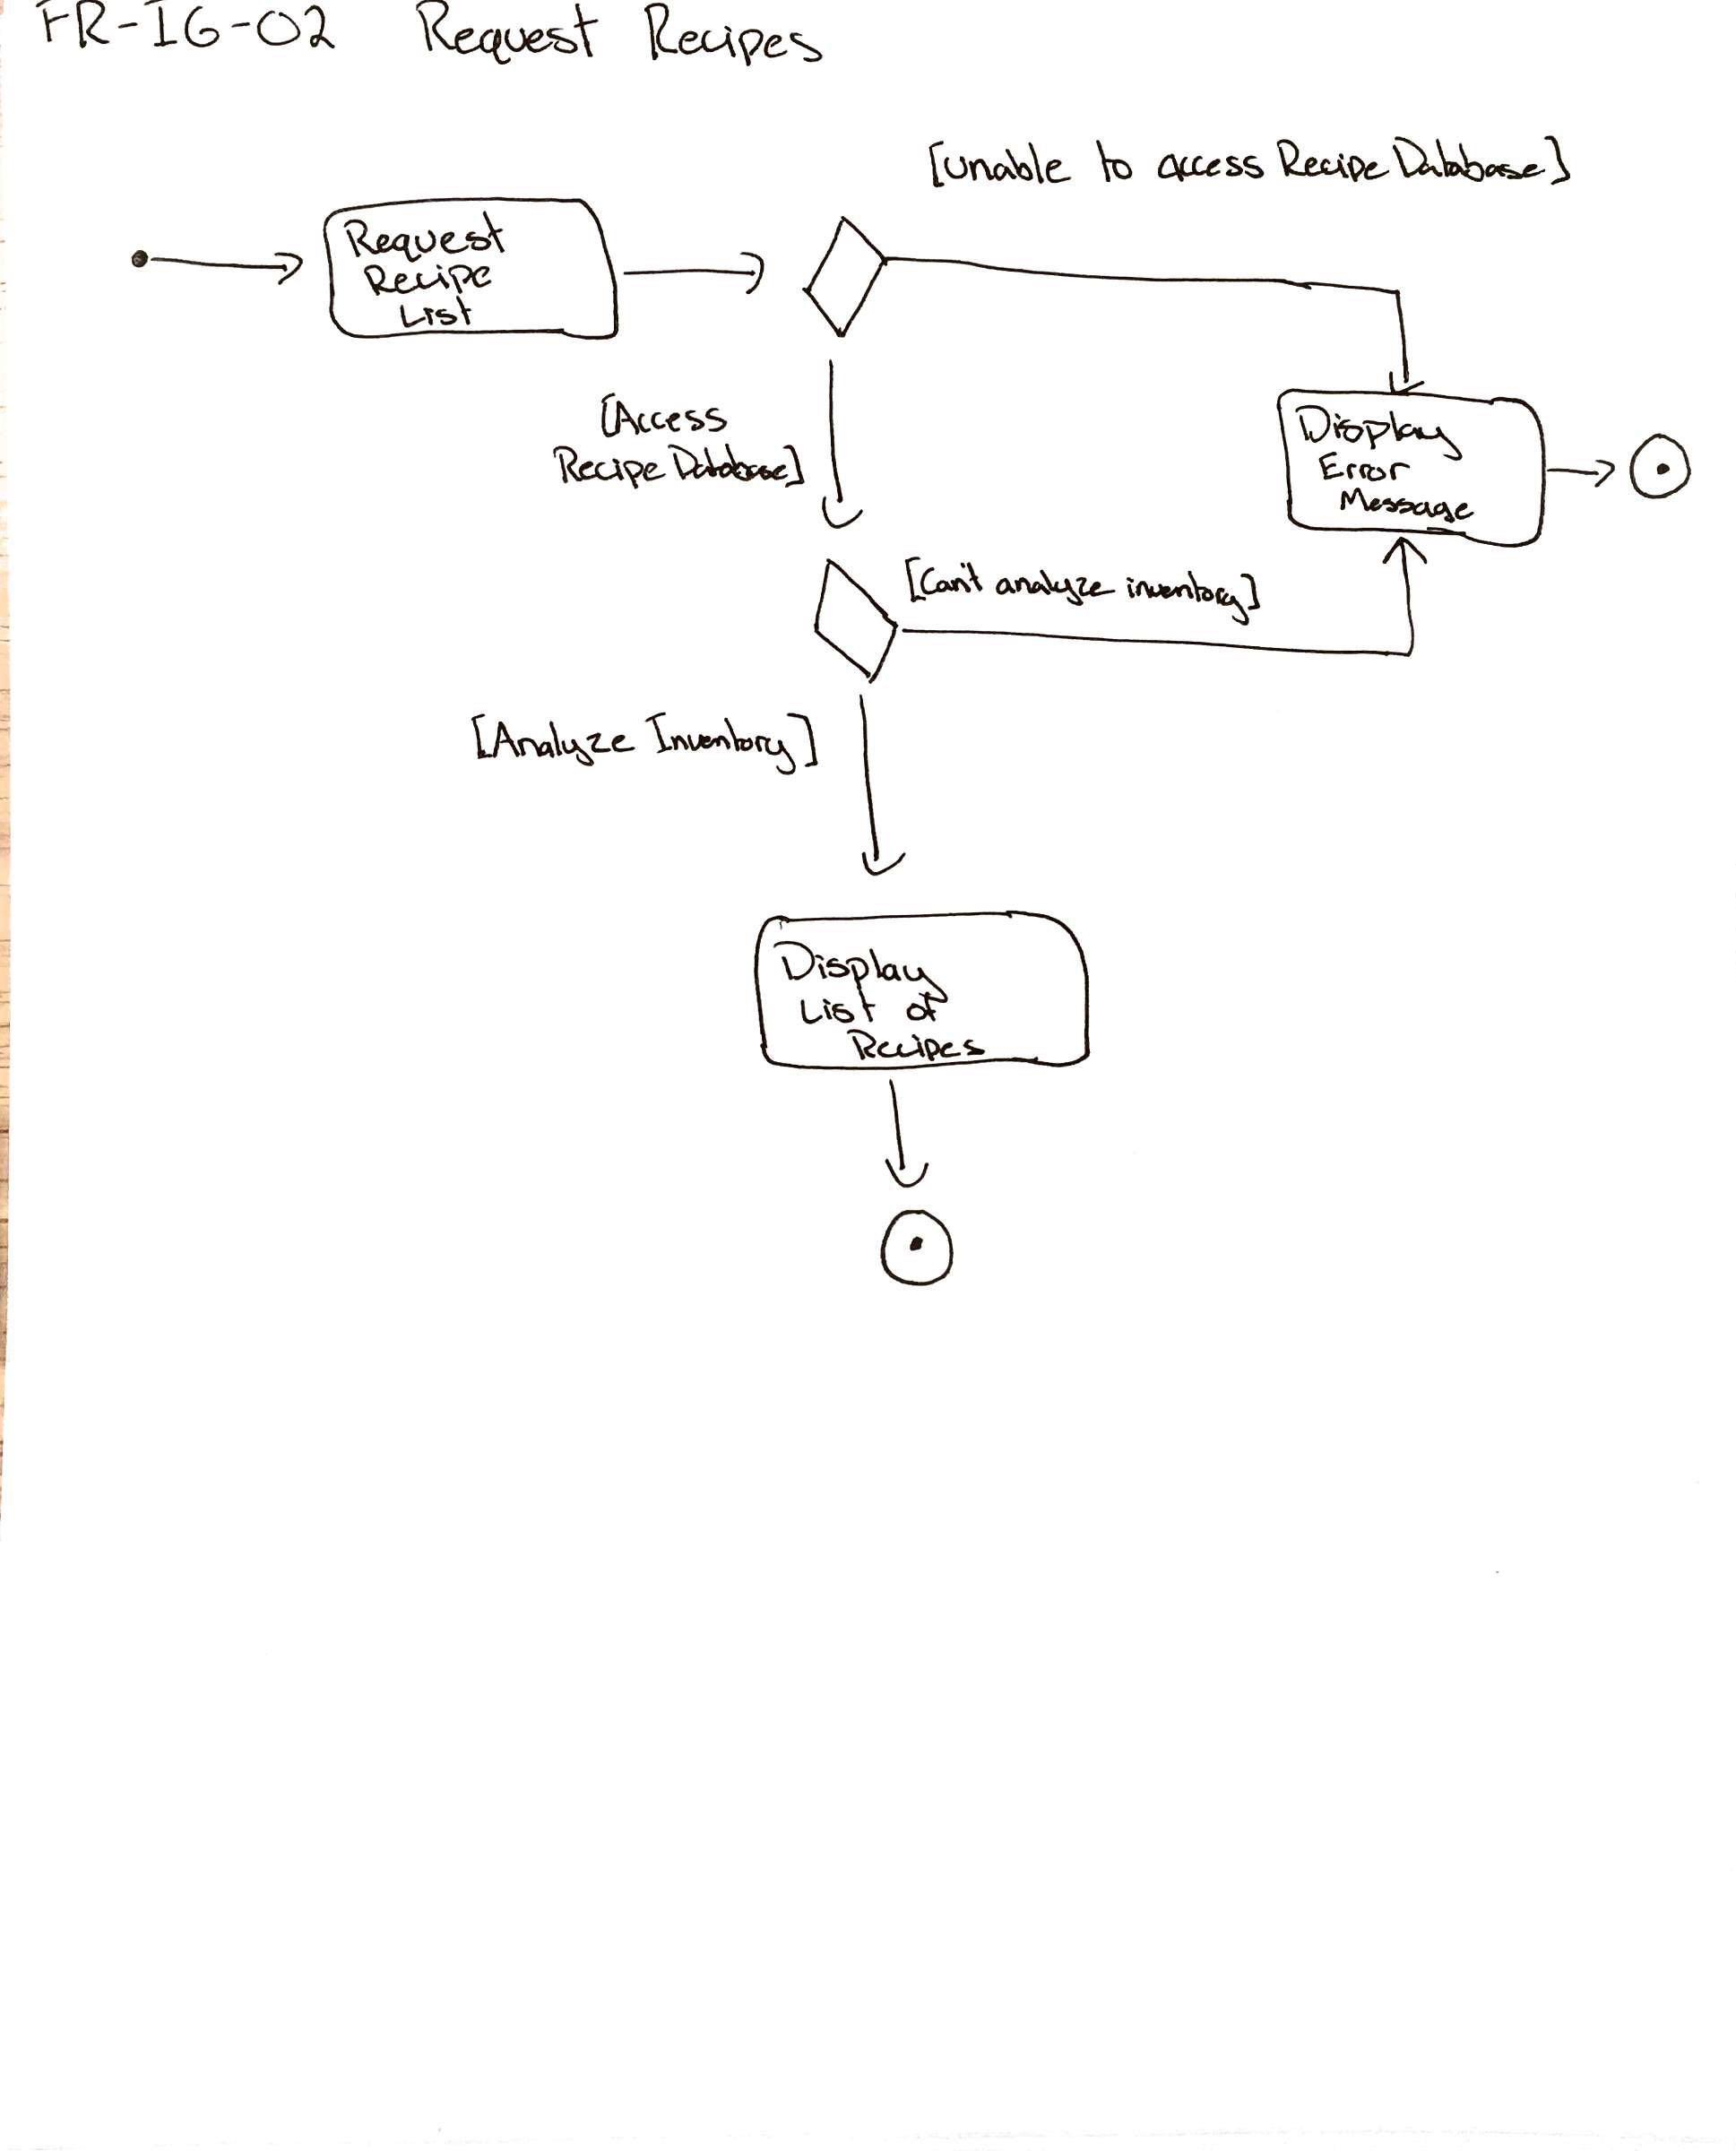 FR-IG-02 Request Recipes
[unable to access Recipe Database]
Request
Recipe
List
[Access
Recipe Database]
Display
Error
Message
[Can't analyze inventory]
[Analyze Inventory]
Display
List of
Recipes